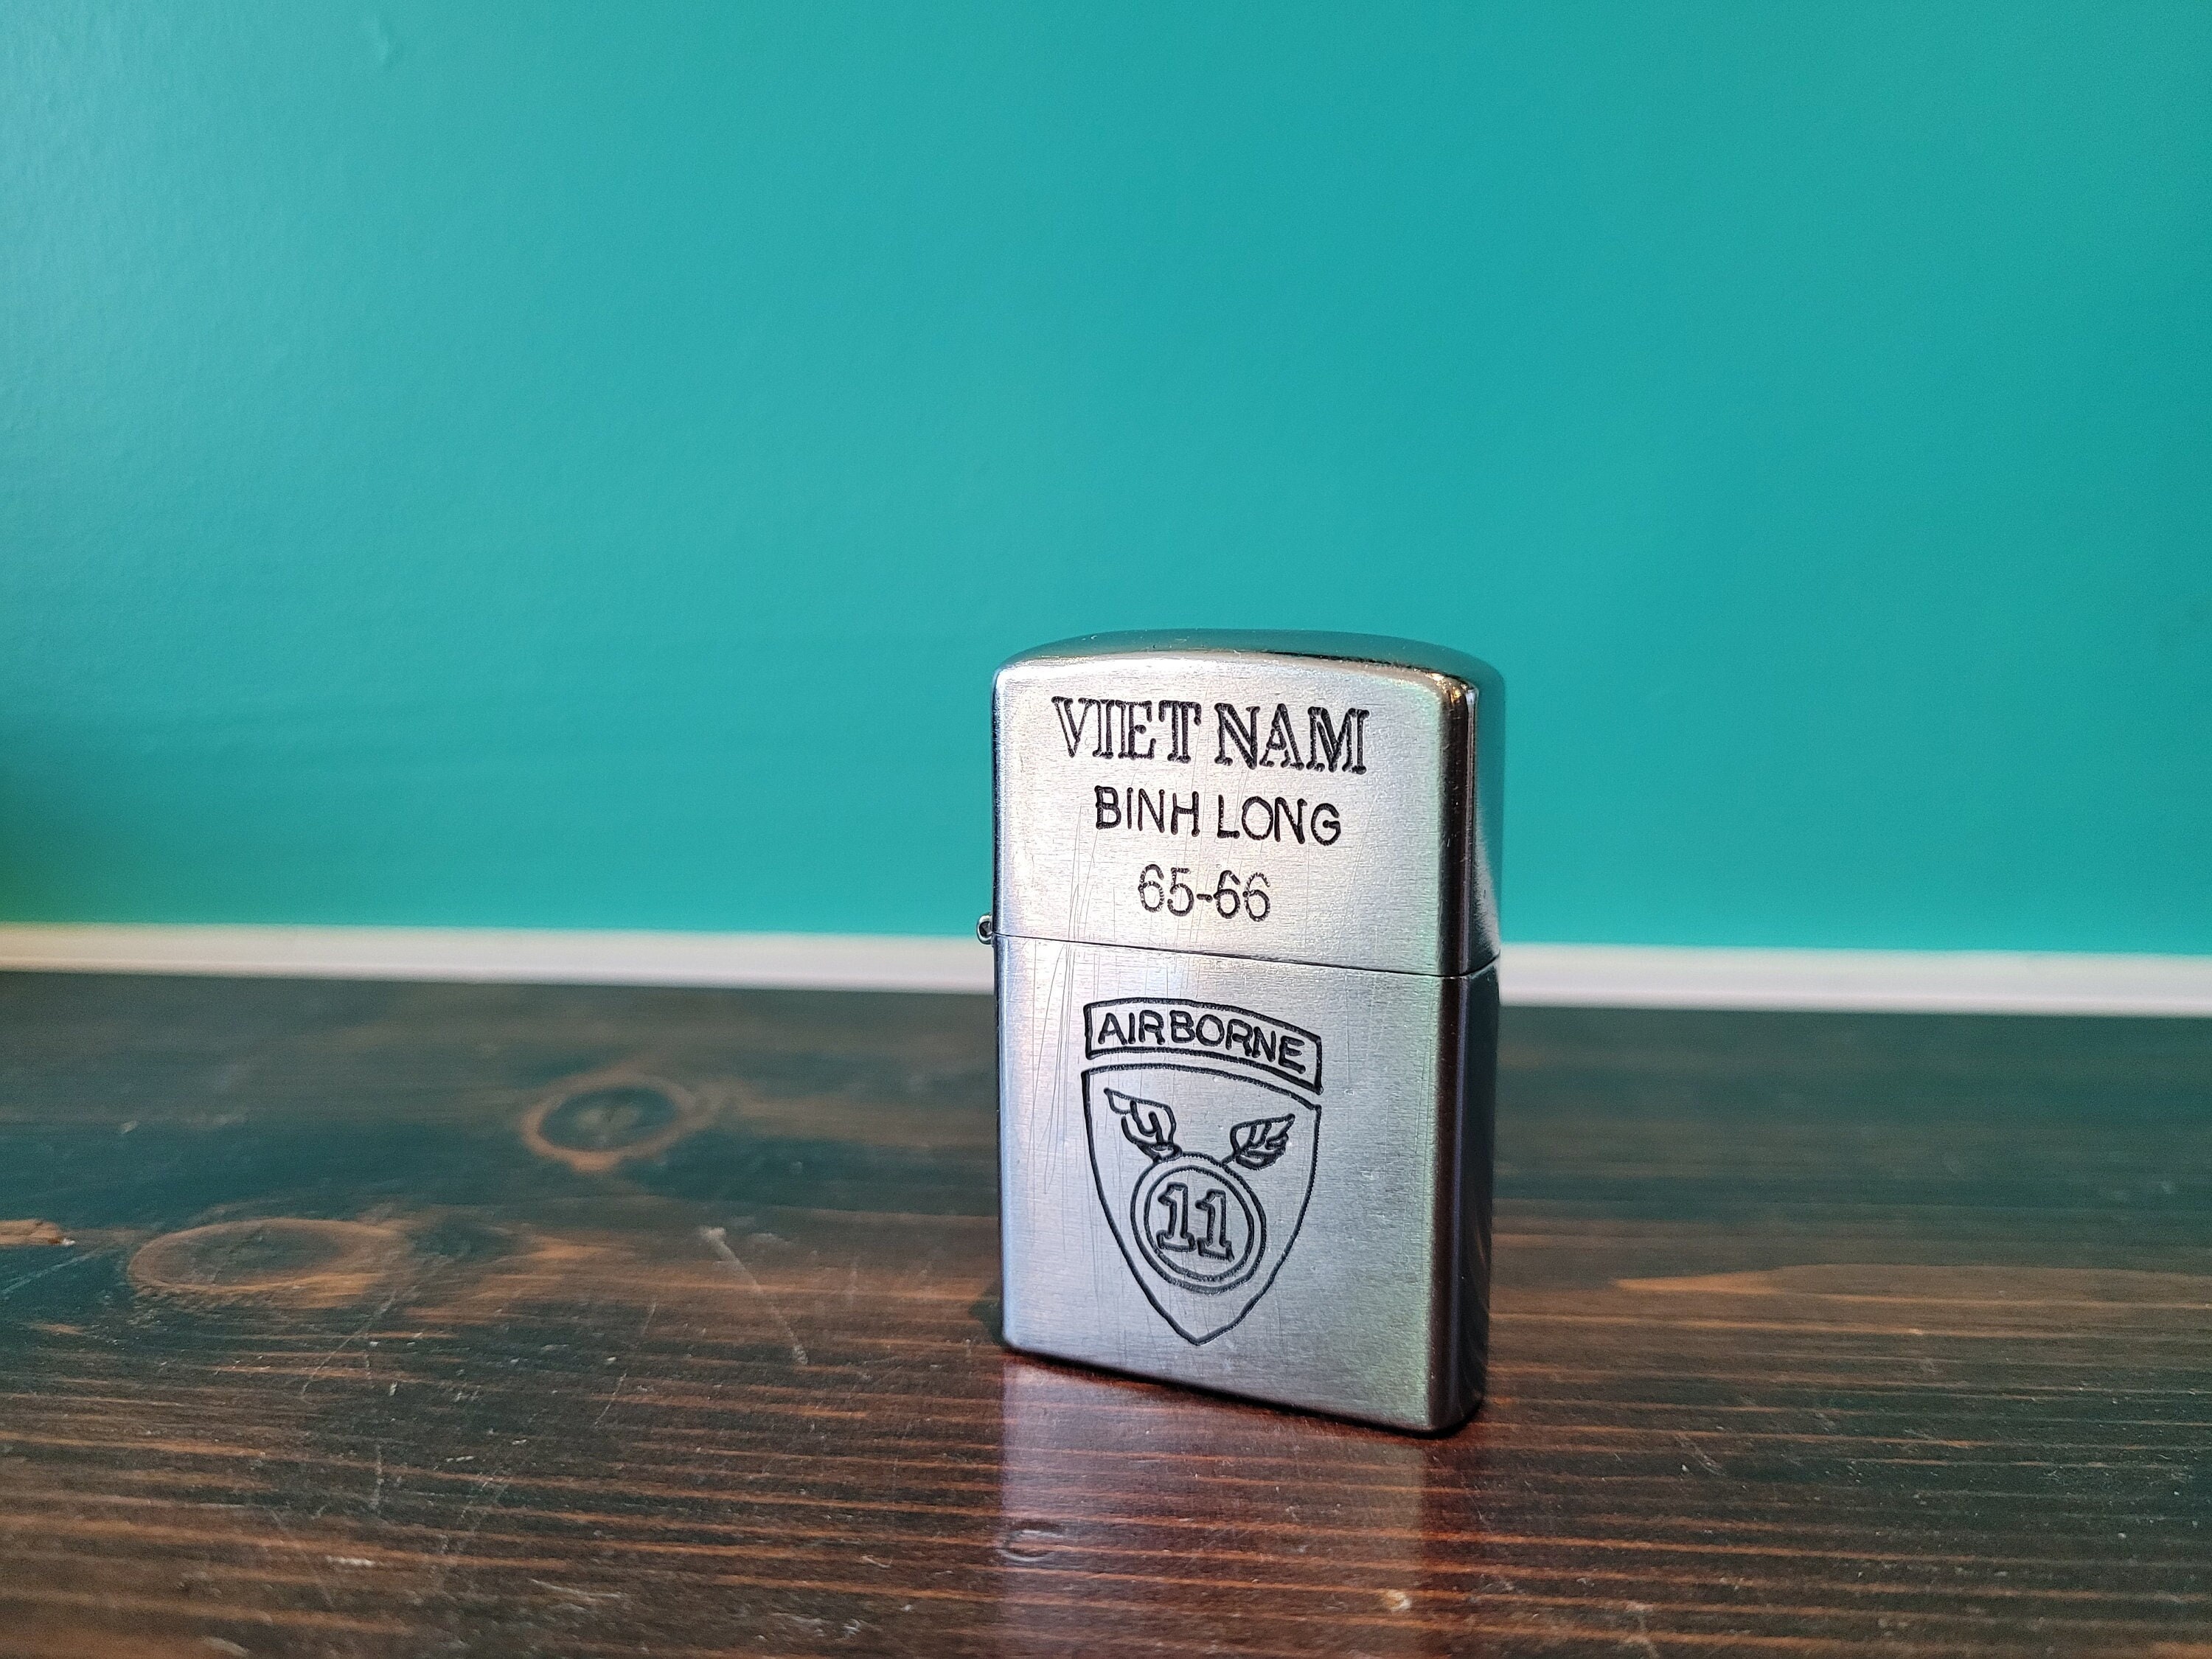 VIET NAM
BINH LONG
65-66
AIRBORNE
11